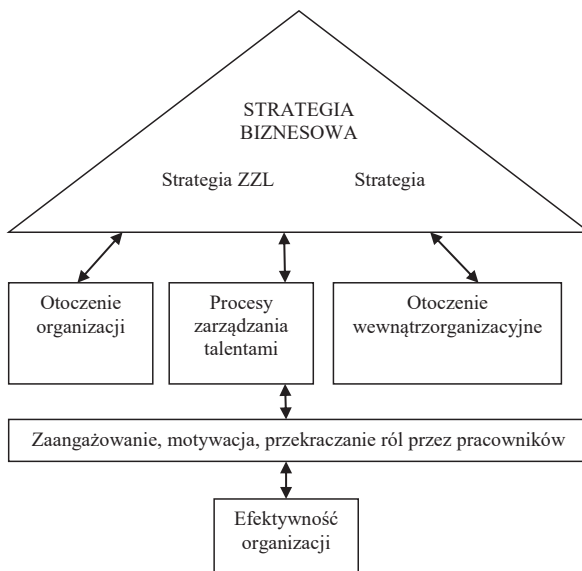 STRATEGIA
BIZNESOWA
Strategia ZZL Strategia
Otoczenie
organizacji
Procesy
zarządzania
talentami
Otoczenie
wewnątrzorganizacyjne
Zaangażowanie, motywacja, przekraczanie ról przez pracowników
Efektywność
organizacji